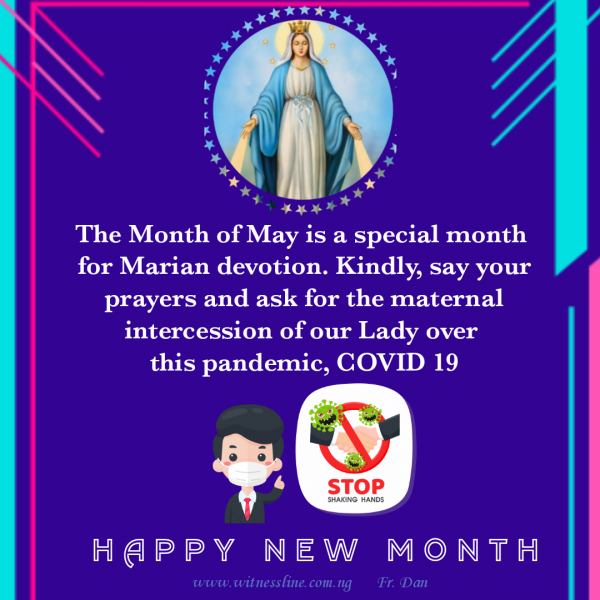 The Month of May is a special month
for Marian devotion. Kindly, say your
prayers and ask for the maternal
intercession of our Lady over
this pandemic, COVID 19
STOP
SHAKING HANDS
HAPPY NEW MONTH
www.witnessline.com.ng Fr. Dan